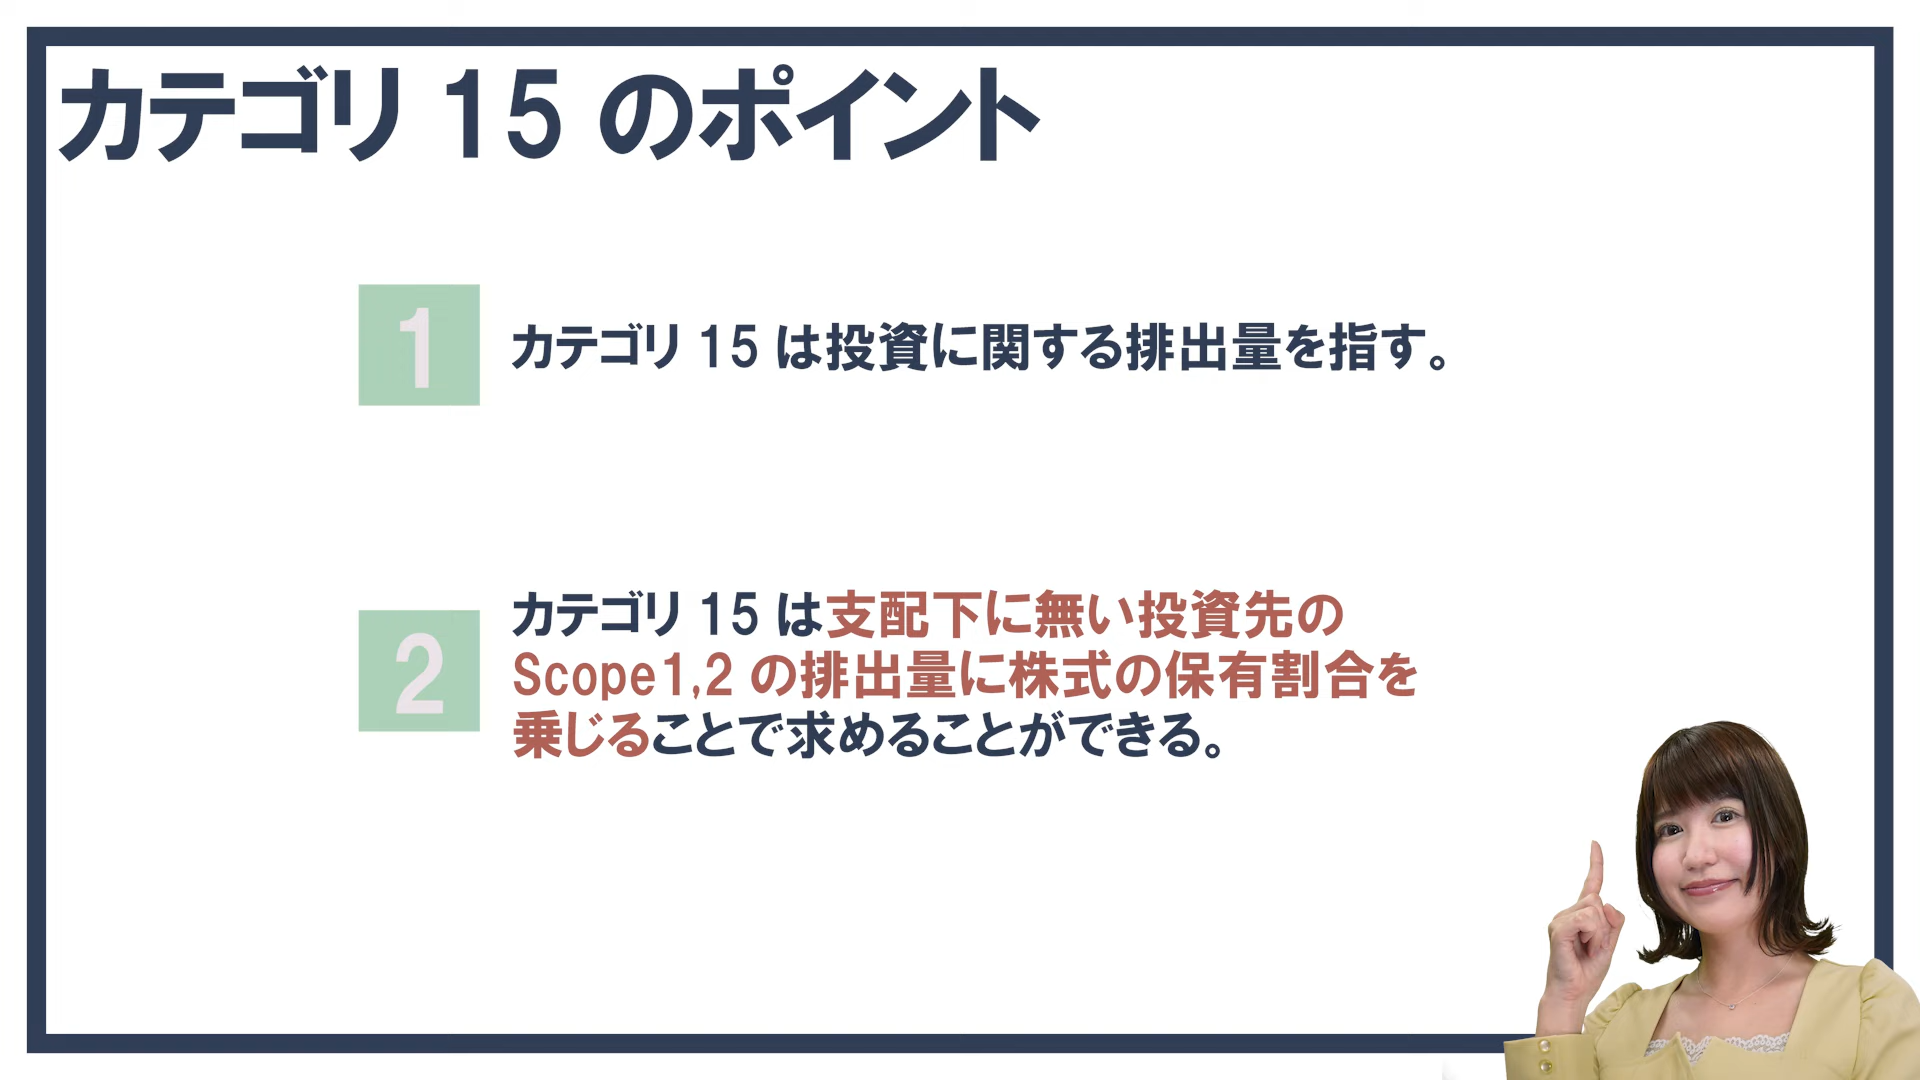 カテゴリ 15 のポイント
1
カテゴリ 15 は投資に関する排出量を指す。
2
カテゴリ 15 は支配下に無い投資先の
Scope1,2 の排出量に株式の保有割合を
乗じることで求めることができる。